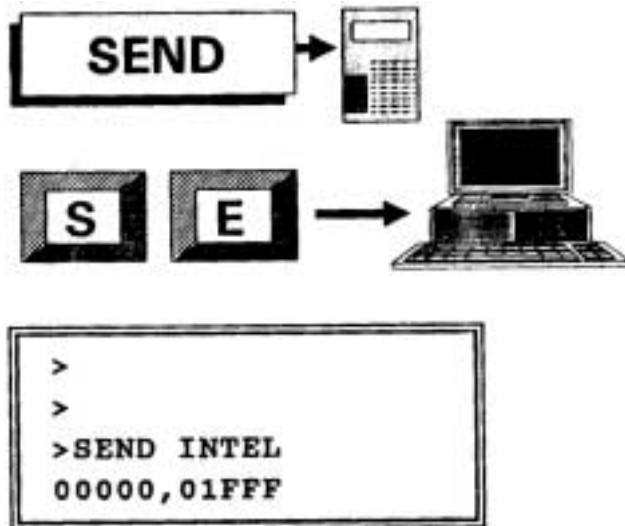 SEND
S E
>
>
>SEND INTEL
00000,01FFF